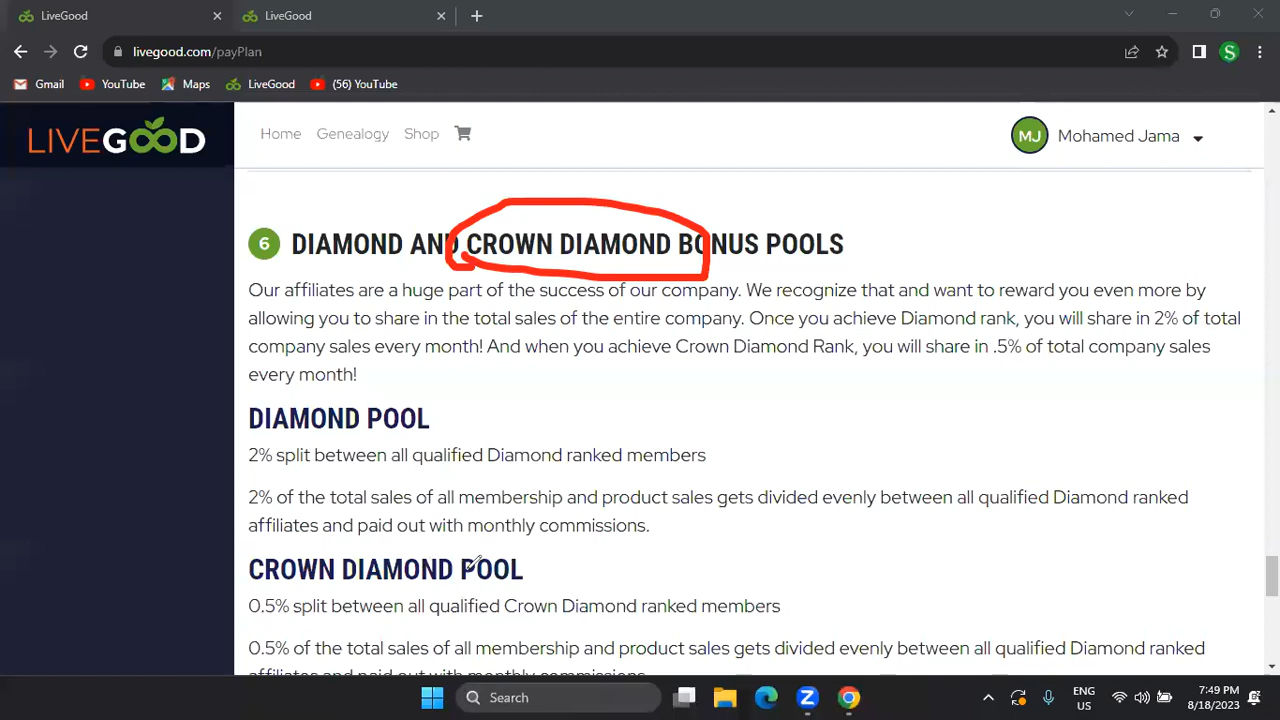 LiveGood
LiveGood
livegood.com/payPlan
S
Gmail
YouTube
Maps
LiveGood
(56) YouTube
LIVEGOOD
Home
Genealogy
Shop
MJ
Mohamed Jama
6
DIAMOND AND CROWN DIAMOND BONUS POOLS
Our affiliates are a huge part of the success of our company. We recognize that and want to reward you even more by
allowing you to share in the total sales of the entire company. Once you achieve Diamond rank, you will share in 2% of total
company sales every month! And when you achieve Crown Diamond Rank, you will share in .5% of total company sales
every month!
DIAMOND POOL
2% split between all qualified Diamond ranked members
2% of the total sales of all membership and product sales gets divided evenly between all qualified Diamond ranked
affiliates and paid out with monthly commissions.
CROWN DIAMOND POOL
0.5% split between all qualified Crown Diamond ranked members
0.5% of the total sales of all membership and product sales gets divided evenly between all qualified Diamond ranked
affiliates and paid out with monthly commissions.
Search
Z
ENG
US
7:49 PM
8/18/2023